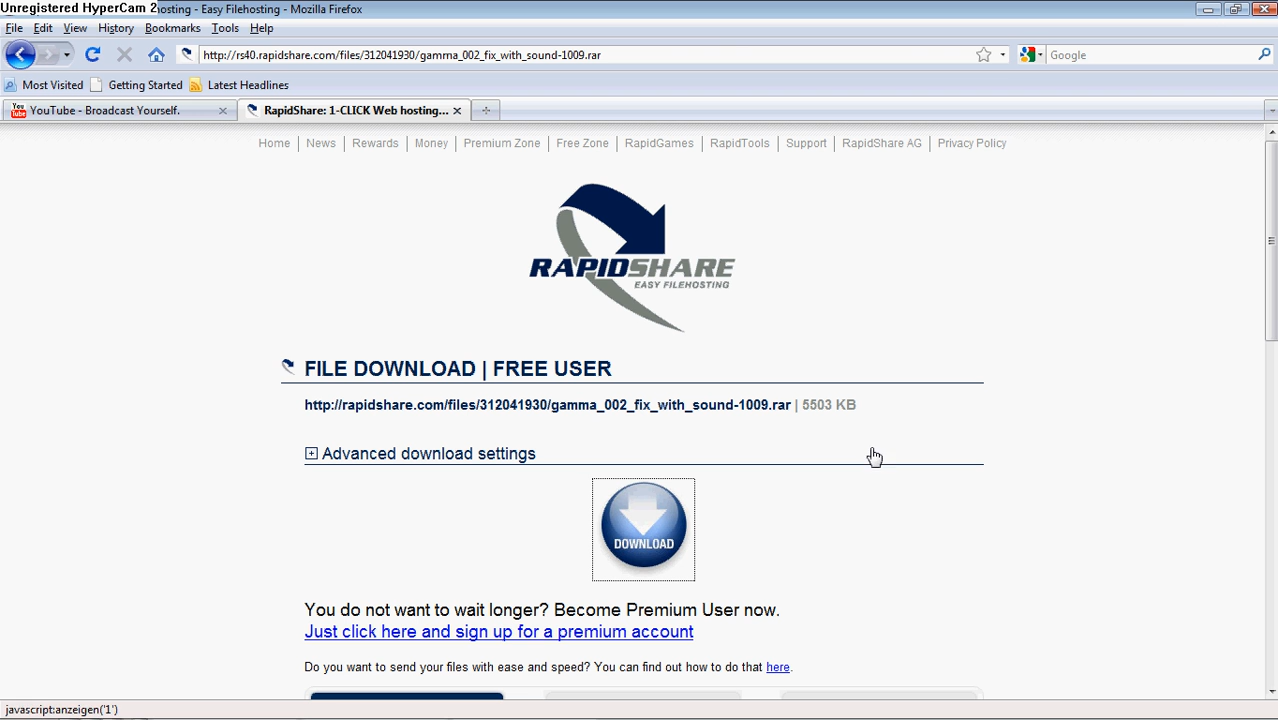 Unregistered HyperCam 2 hosting - Easy Filehosting - Mozilla Firefox
File Edit View History Bookmarks Tools Help
http://rs40.rapidshare.com/files/312041930/gamma_002_fix_with_sound-1009.rar Google
Most Visited Getting Started Latest Headlines
You Tube YouTube - Broadcast Yourself. RapidShare: 1-CLICK Web hosting...
Home News Rewards Money Premium Zone Free Zone RapidGames RapidTools Support RapidShare AG Privacy Policy
RAPIDSHARE
EASY FILEHOSTING
FILE DOWNLOAD | FREE USER
http://rapidshare.com/files/312041930/gamma_002_fix_with_sound-1009.rar | 5503 KB
Advanced download settings
DOWNLOAD
You do not want to wait longer? Become Premium User now.
Just click here and sign up for a premium account
Do you want to send your files with ease and speed? You can find out how to do that here.
javascript:anzeigen('1')